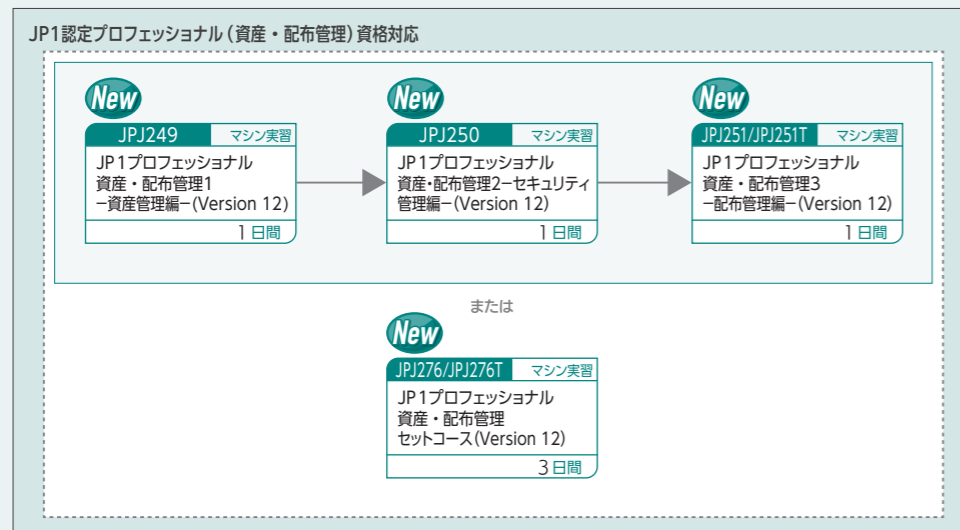 JP1認定プロフェッショナル(資産・配布管理)資格対応
New
JPJ249 マシン実習
JP1プロフェッショナル
資産・配布管理1
−資産管理編−(Version 12)
1日間
New
JPJ250 マシン実習
JP1プロフェッショナル
資産・配布管理2−セキュリティ
管理編−(Version 12)
1日間
New
JPJ251/JPJ251T マシン実習
JP1プロフェッショナル
資産・配布管理3
−配布管理編−(Version 12)
1日間
または
New
JPJ276/JPJ276T マシン実習
JP1プロフェッショナル
資産・配布管理
セットコース(Version 12)
3日間